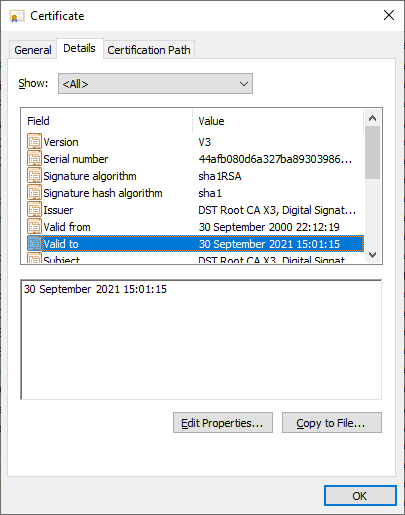 Certificate
General Details Certification Path
Show: <All>
Field Value
Version V3
Serial number 44afb080d6a327ba89303986...
Signature algorithm sha1RSA
Signature hash algorithm sha1
Issuer DST Root CA X3, Digital Signat...
Valid from 30 September 2000 22:12:19
Valid to 30 September 2021 15:01:15
Subject DST Root CA X3, Digital Signat...
30 September 2021 15:01:15
Edit Properties... Copy to File...
OK